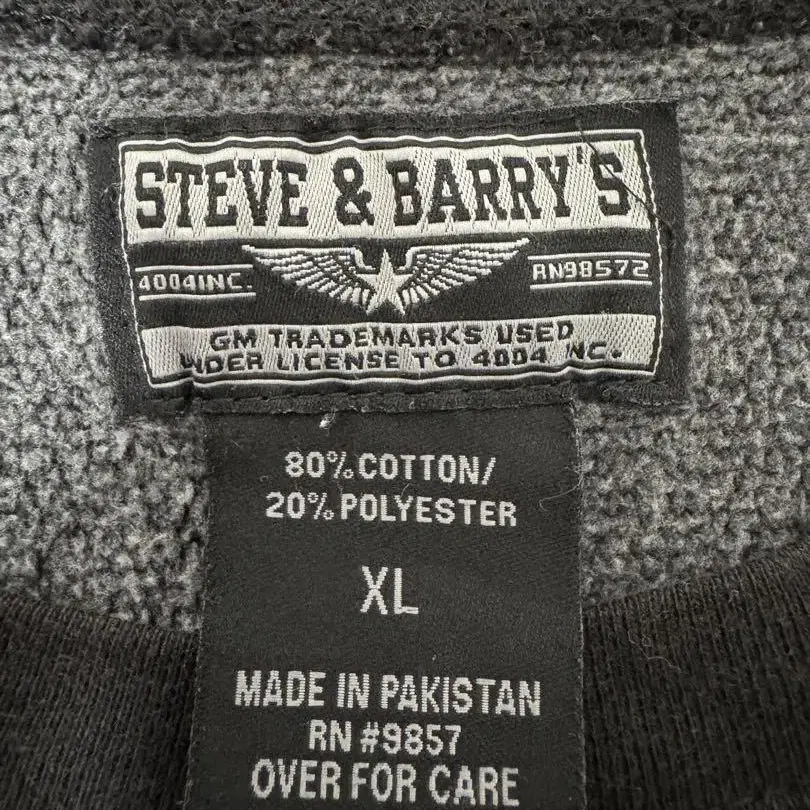 STEVE & BARRY'S
4004INC.
RN98572
GM TRADEMARKS USED
UNDER LICENSE TO 4004 INC.
80% COTTON/
20% POLYESTER
XL
MADE IN PAKISTAN
RN #9857
OVER FOR CARE